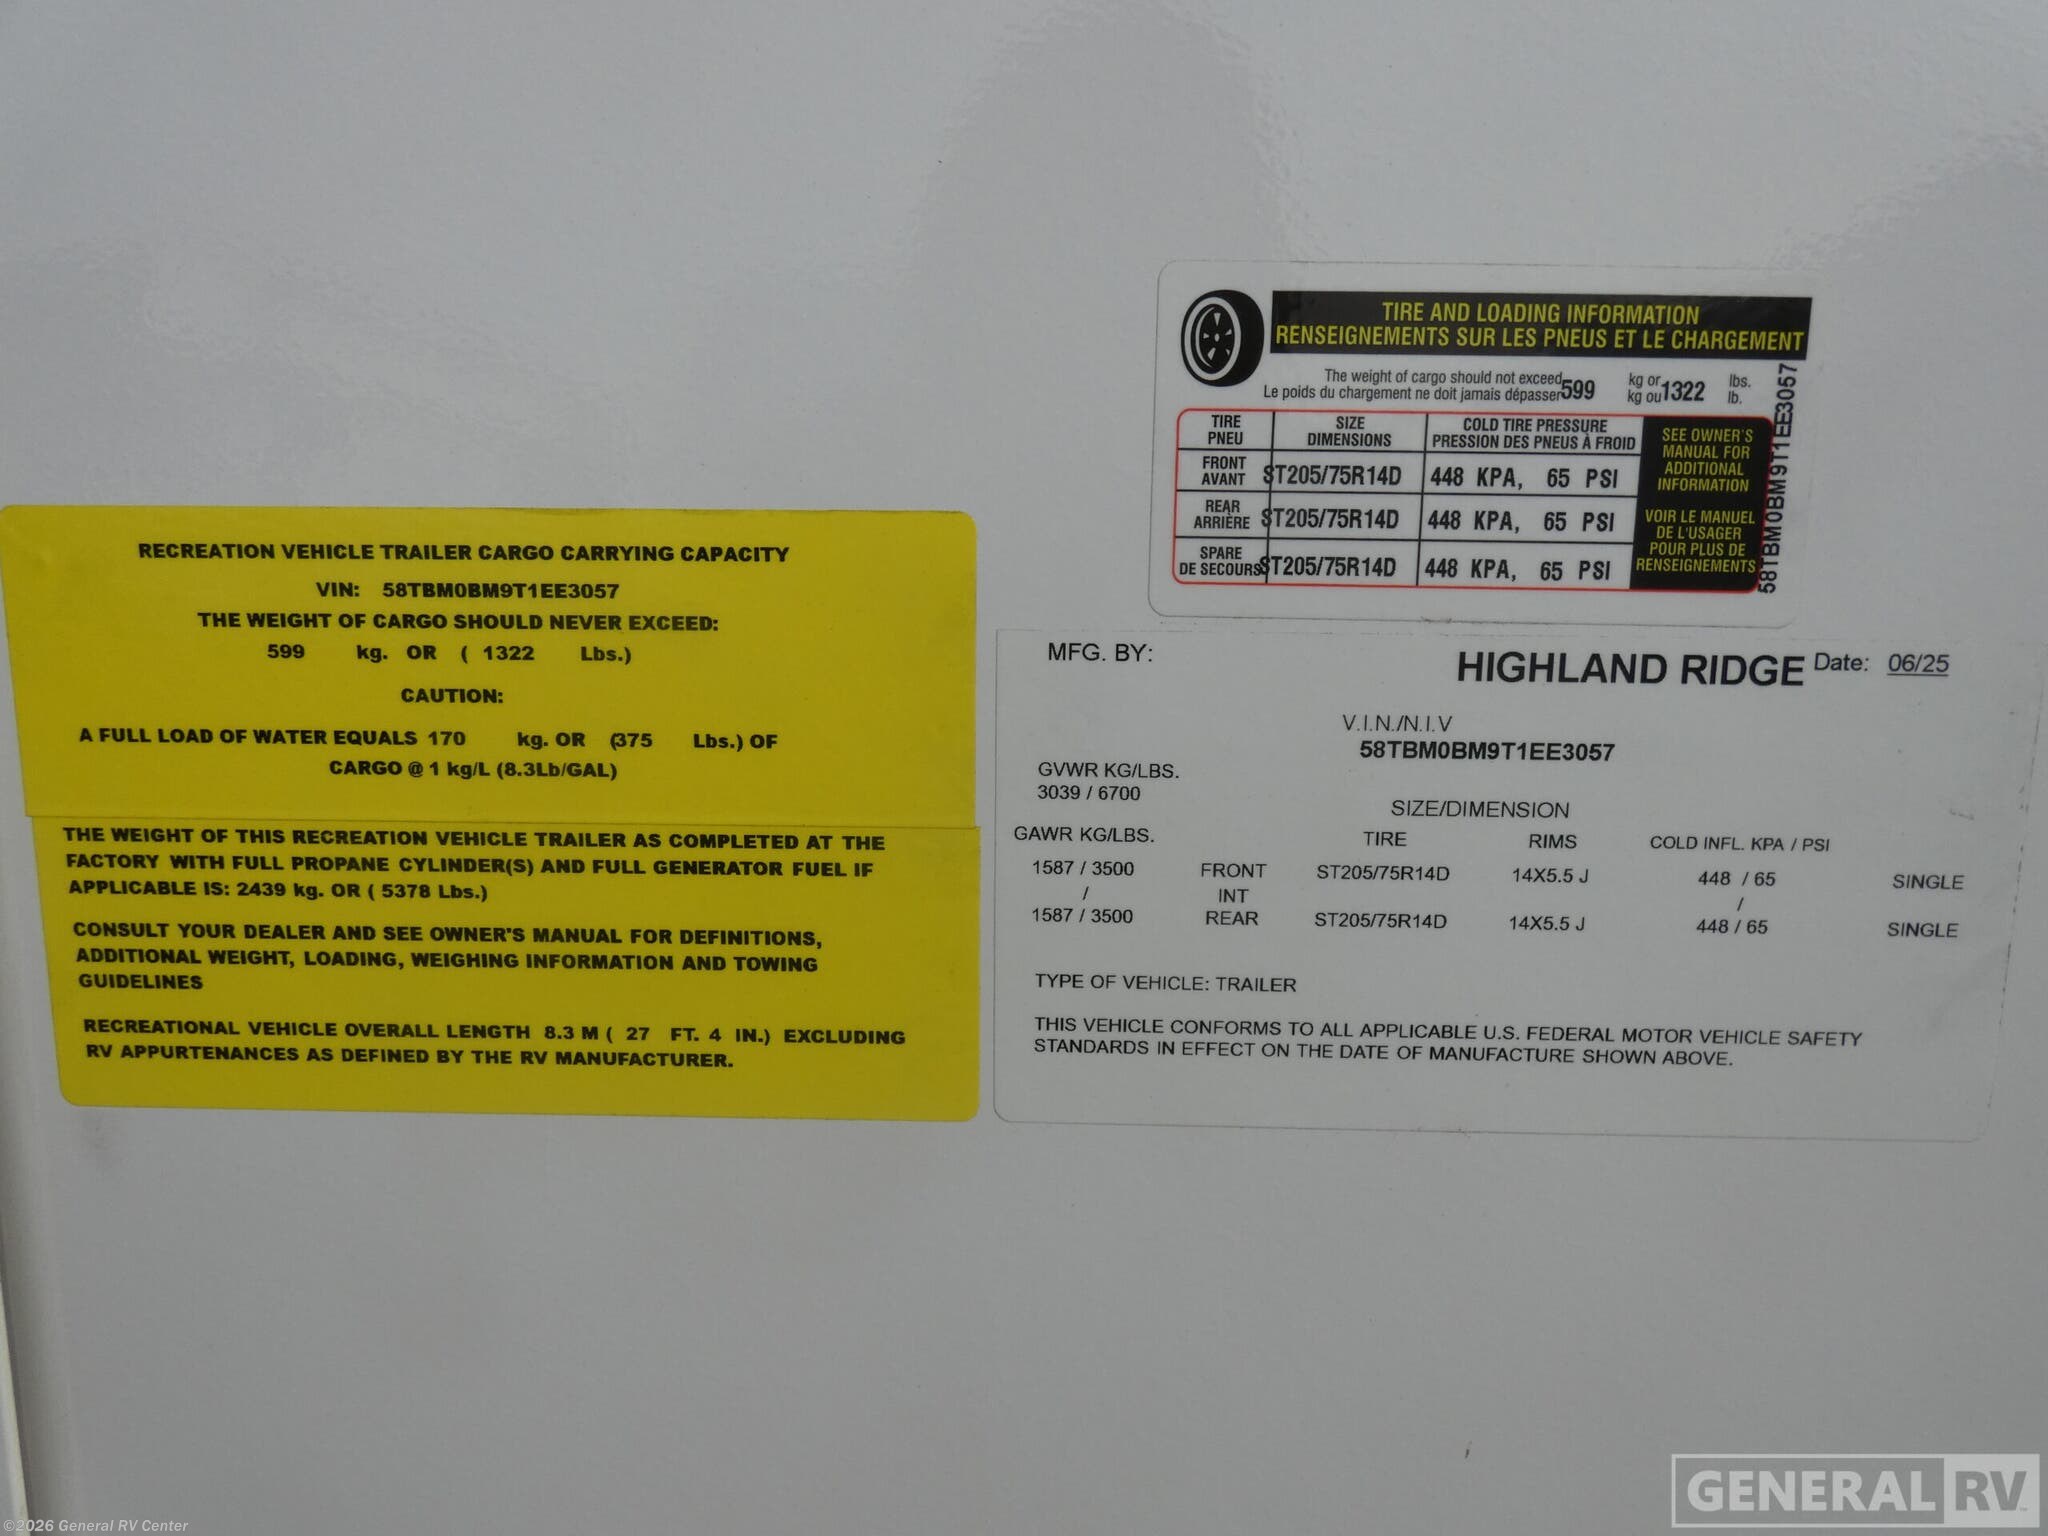 TIRE AND LOADING INFORMATION
RENSEIGNEMENTS SUR LES PNEUS ET LE CHARGEMENT
The weight of cargo should not exceed 599 kg or 1322 lbs.
Le poids du chargement ne doit jamais dépasser kg ou lb.
TIRE PNEU SIZE DIMENSIONS COLD TIRE PRESSURE PRESSION DES PNEUS À FROID
FRONT AVANT ST205/75R14D 448 KPA, 65 PSI
REAR ARRIÈRE ST205/75R14D 448 KPA, 65 PSI
SPARE DE SECOURS ST205/75R14D 448 KPA, 65 PSI
SEE OWNER'S
MANUAL FOR
ADDITIONAL
INFORMATION
VOIR LE MANUEL
DE L'USAGER
POUR PLUS DE
RENSEIGNEMENTS
58TBM0BM9T1EE3057
RECREATION VEHICLE TRAILER CARGO CARRYING CAPACITY
VIN: 58TBM0BM9T1EE3057
THE WEIGHT OF CARGO SHOULD NEVER EXCEED:
599 kg. OR ( 1322 Lbs.)
CAUTION:
A FULL LOAD OF WATER EQUALS 170 kg. OR (375 Lbs.) OF
CARGO @ 1 kg/L (8.3Lb/GAL)
THE WEIGHT OF THIS RECREATION VEHICLE TRAILER AS COMPLETED AT THE
FACTORY WITH FULL PROPANE CYLINDER(S) AND FULL GENERATOR FUEL IF
APPLICABLE IS: 2439 kg. OR ( 5378 Lbs.)
CONSULT YOUR DEALER AND SEE OWNER'S MANUAL FOR DEFINITIONS,
ADDITIONAL WEIGHT, LOADING, WEIGHING INFORMATION AND TOWING
GUIDELINES
RECREATIONAL VEHICLE OVERALL LENGTH 8.3 M ( 27 FT. 4 IN.) EXCLUDING
RV APPURTENANCES AS DEFINED BY THE RV MANUFACTURER.
MFG. BY: HIGHLAND RIDGE Date: 06/25
V.I.N./N.I.V
58TBM0BM9T1EE3057
GVWR KG/LBS.
3039 / 6700
SIZE/DIMENSION
GAWR KG/LBS. TIRE RIMS COLD INFL. KPA / PSI
1587 / 3500 FRONT ST205/75R14D 14X5.5 J 448 / 65 SINGLE
/ INT /
1587 / 3500 REAR ST205/75R14D 14X5.5 J 448 / 65 SINGLE
TYPE OF VEHICLE: TRAILER
THIS VEHICLE CONFORMS TO ALL APPLICABLE U.S. FEDERAL MOTOR VEHICLE SAFETY
STANDARDS IN EFFECT ON THE DATE OF MANUFACTURE SHOWN ABOVE.
GENERAL RV
©2026 General RV Center